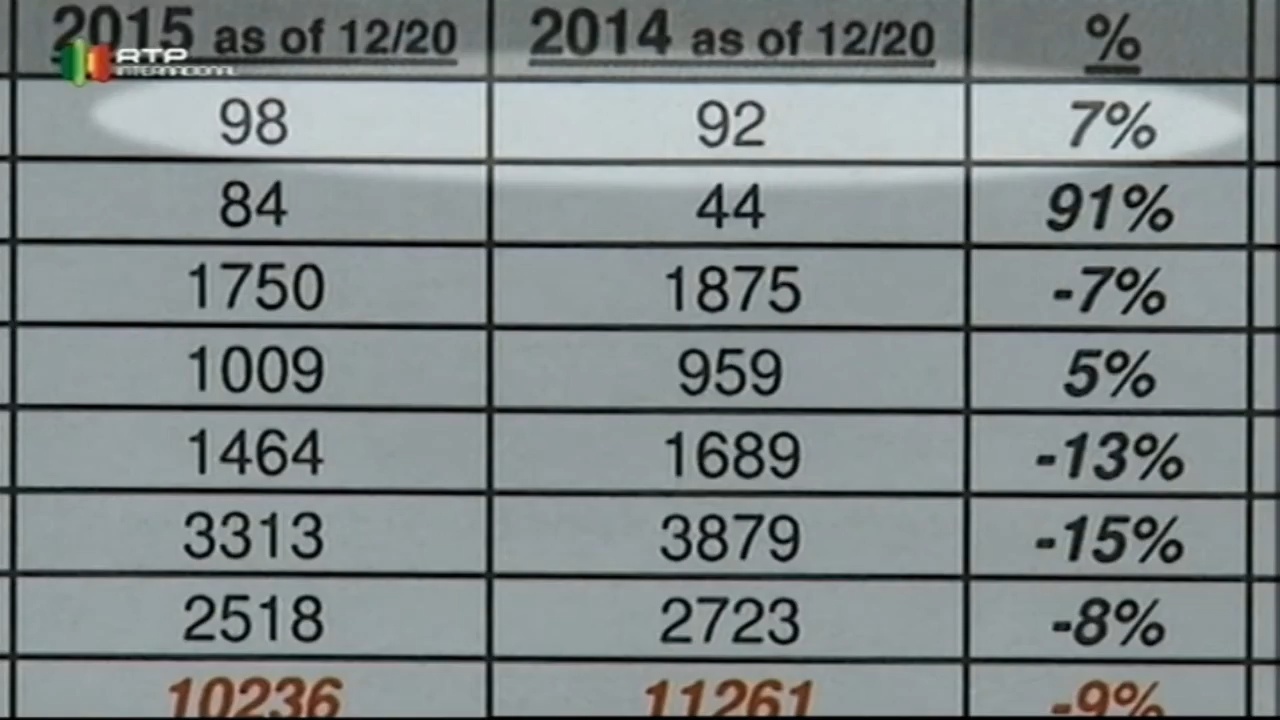 2015 as of 12/20 2014 as of 12/20 %
RTP
INTERNACIONAL
98 92 7%
84 44 91%
1750 1875 -7%
1009 959 5%
1464 1689 -13%
3313 3879 -15%
2518 2723 -8%
10236 11261 -9%